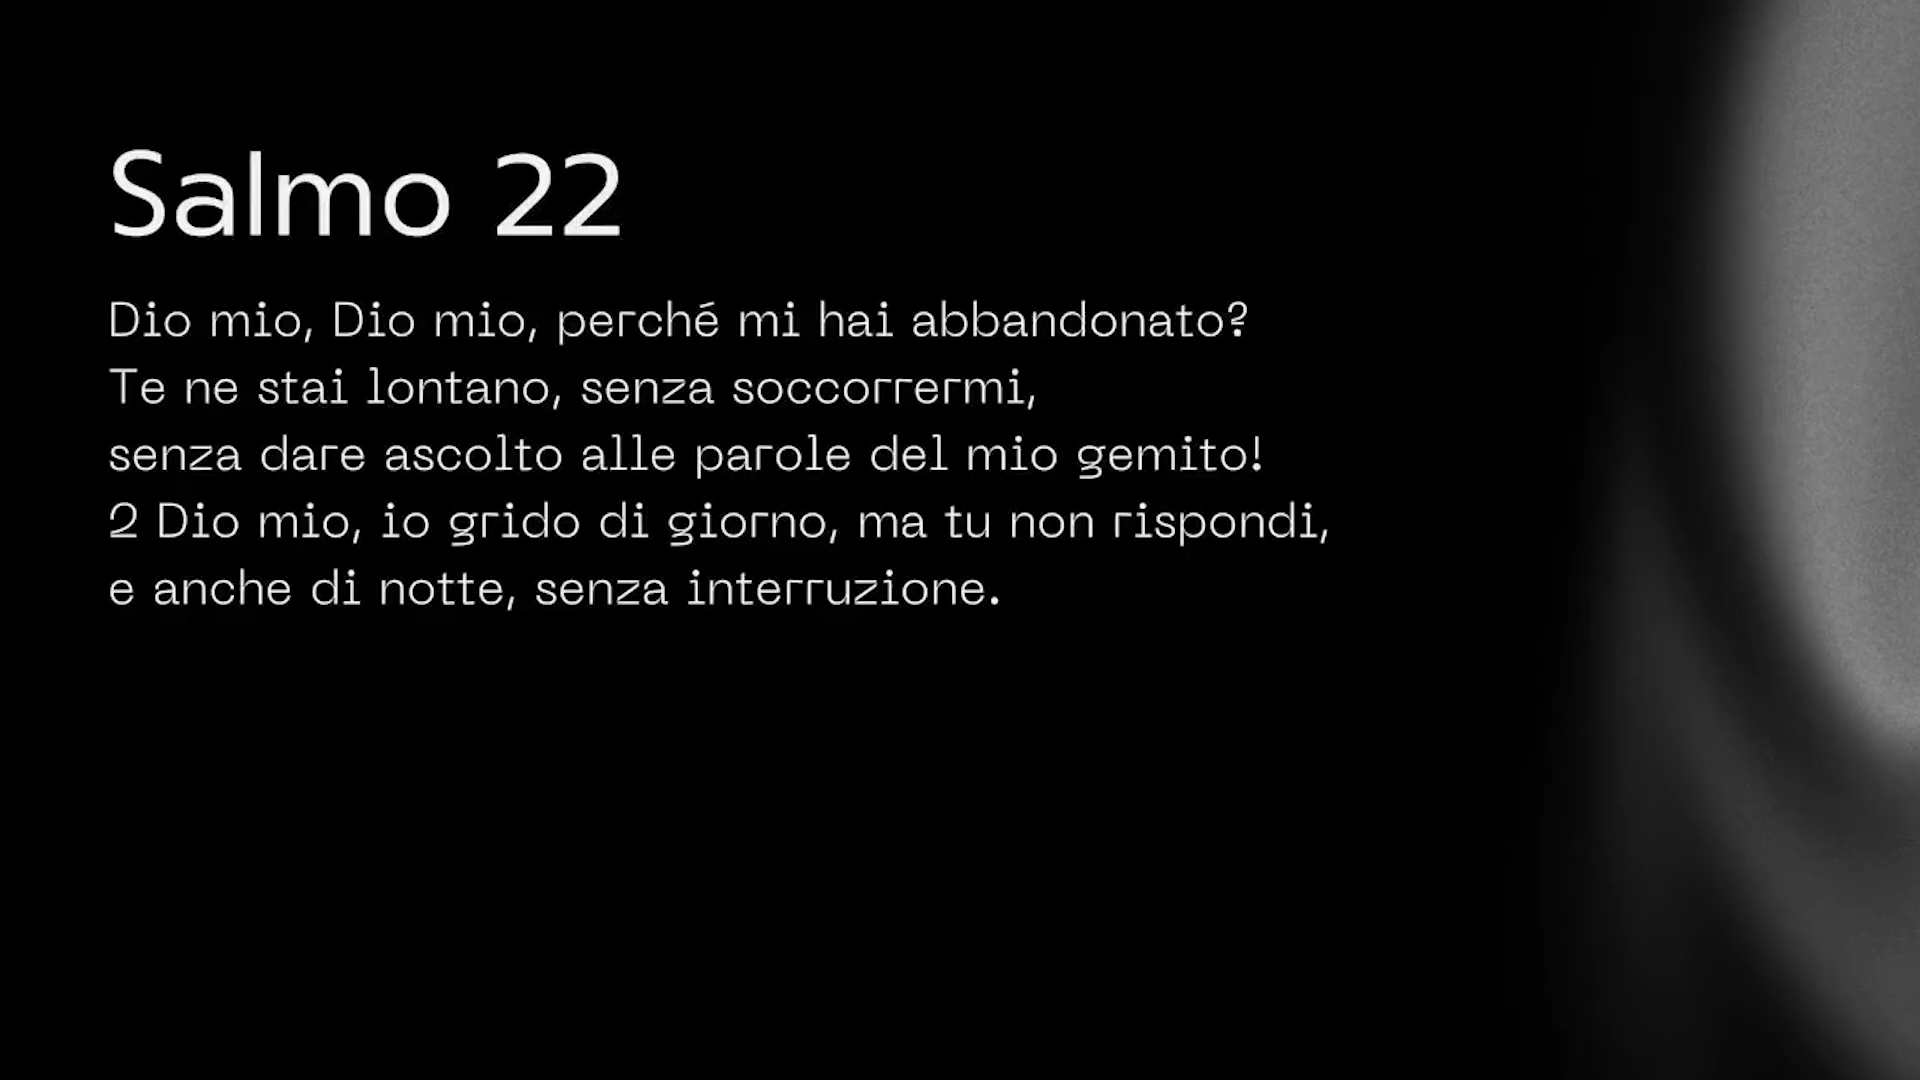 Salmo 22
Dio mio, Dio mio, perché mi hai abbandonato?
Te ne stai lontano, senza soccorrermi,
senza dare ascolto alle parole del mio gemito!
2 Dio mio, io grido di giorno, ma tu non rispondi,
e anche di notte, senza interruzione.